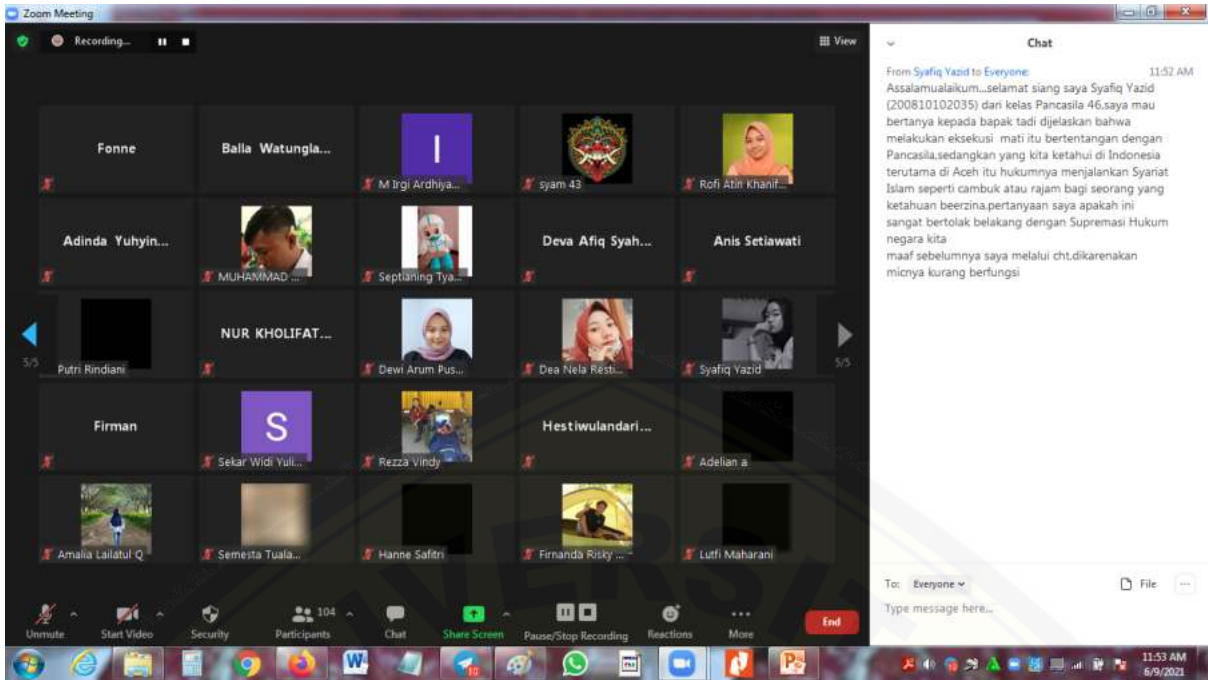 Zoom Meeting
Recording...
View
Fonne
Balla Watungla...
I
M Irgi Ardhiya...
syam 43
Rofi Atin Khanif...
Adinda Yuhyin...
MUHAMMAD ...
Septianing Tya...
Deva Afiq Syah...
Anis Setiawati
5/5
Putri Rindiani
NUR KHOLIFAT...
Dewi Arum Pus...
Dea Nela Resti...
Syafiq Yazid
5/5
Firman
S
Sekar Widi Yuli...
Rezza Vindy
Hestiwulandari...
Adelian a
Amalia Lailatul Q
Semesta Tuala...
Hanne Safitri
Firnanda Risky ...
Lutfi Maharani
Unmute
Start Video
Security
104
Participants
Chat
Share Screen
Pause/Stop Recording
Reactions
More
End
Chat
From Syafiq Yazid to Everyone: 11:52 AM
Assalamualaikum...selamat siang saya Syafiq Yazid
(200810102035) dari kelas Pancasila 46,saya mau
bertanya kepada bapak tadi dijelaskan bahwa
melakukan eksekusi mati itu bertentangan dengan
Pancasila,sedangkan yang kita ketahui di Indonesia
terutama di Aceh itu hukumnya menjalankan Syariat
Islam seperti cambuk atau rajam bagi seorang yang
ketahuan beerzina.pertanyaan saya apakah ini
sangat bertolak belakang dengan Supremasi Hukum
negara kita
maaf sebelumnya saya melalui cht.dikarenakan
micnya kurang berfungsi
To: Everyone
File
Type message here...
11:53 AM
6/9/2021